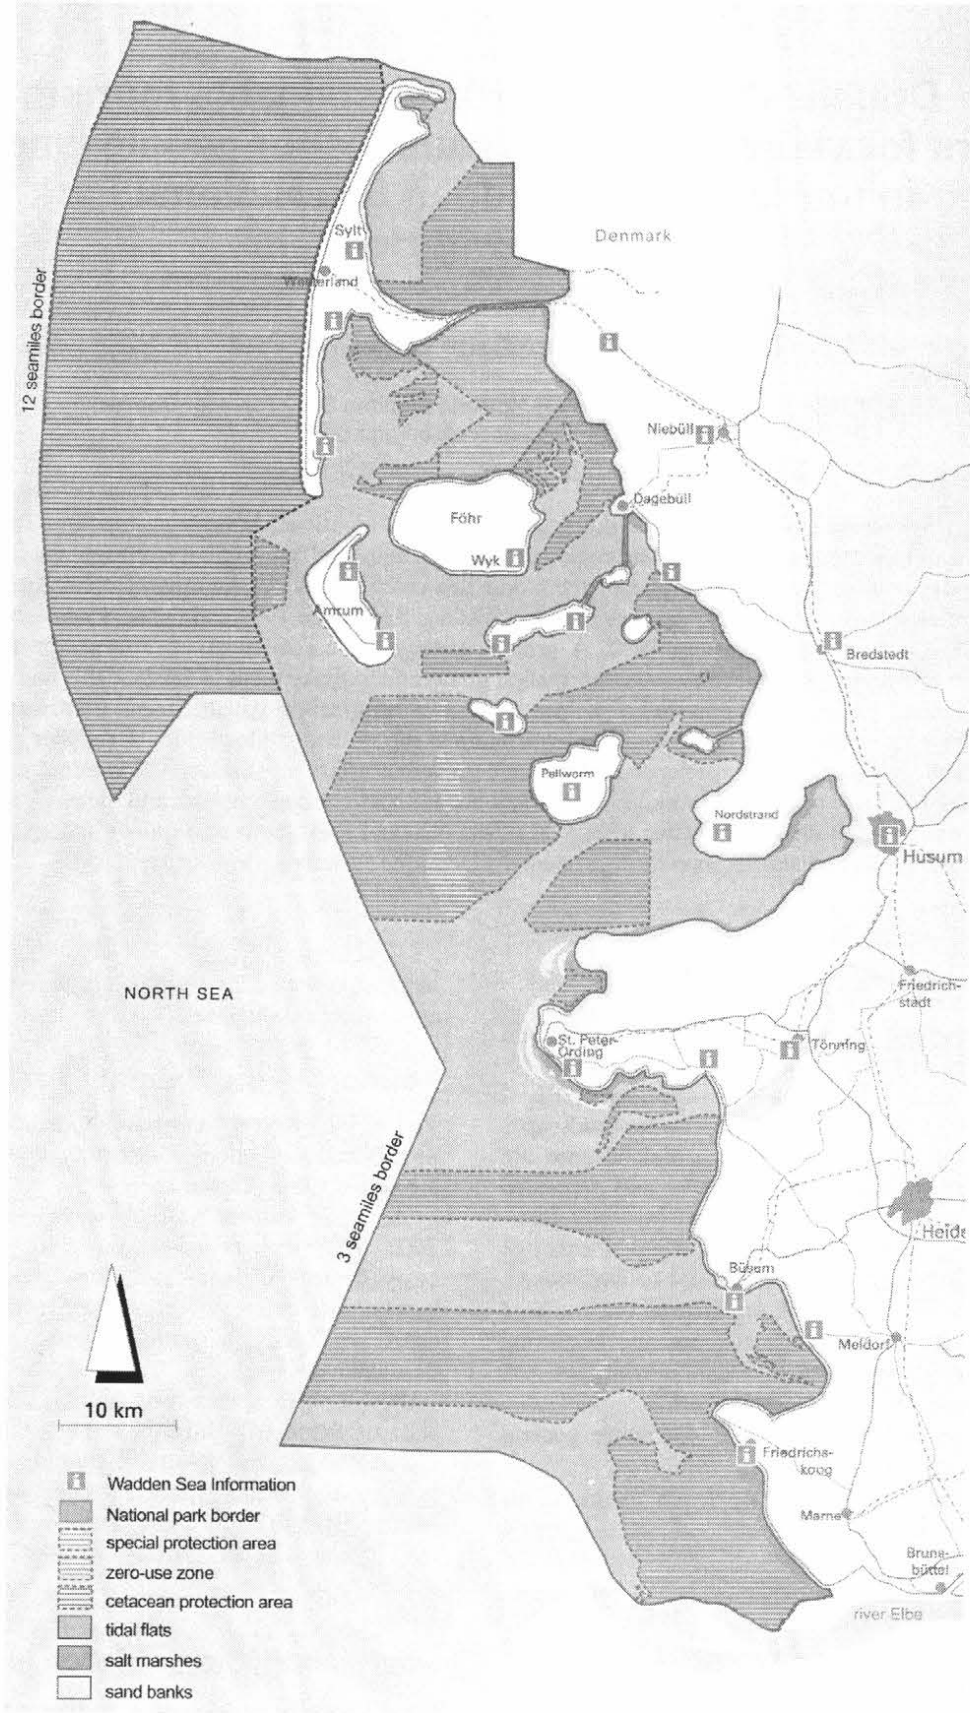 Denmark
Sylt
Westerland
12 seamiles border
Niebüll
Dagebüll
Föhr
Wyk
Amrum
Bredstedt
Pellworm
Nordstrand
Husum
NORTH SEA
Friedrich-
stadt
St. Peter-
Ording
Tönning
3 seamiles border
Heide
Büsum
Meldorf
10 km
Friedrichs-
koog
Marne
Bruns-
büttel
river Elbe
Wadden Sea Information
National park border
special protection area
zero-use zone
cetacean protection area
tidal flats
salt marshes
sand banks